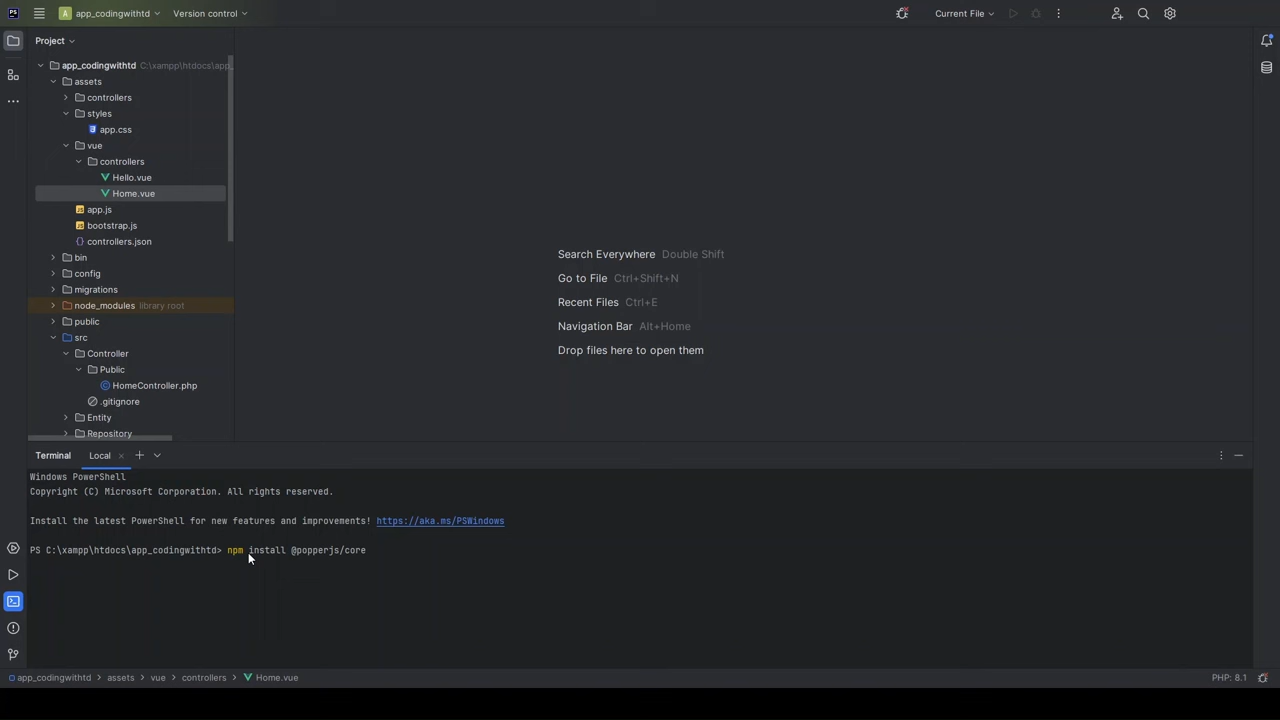 PS
A app_codingwithtd
Version control
Current File
Project
app_codingwithtd C:\xampp\htdocs\app_
assets
controllers
styles
app.css
vue
controllers
Hello.vue
Home.vue
JS app.js
JS bootstrap.js
{} controllers.json
bin
config
migrations
node_modules library root
public
src
Controller
Public
© HomeController.php
.gitignore
Entity
Repository
Search Everywhere Double Shift
Go to File Ctrl+Shift+N
Recent Files Ctrl+E
Navigation Bar Alt+Home
Drop files here to open them
Terminal Local
Windows PowerShell
Copyright (C) Microsoft Corporation. All rights reserved.
Install the latest PowerShell for new features and improvements! https://aka.ms/PSWindows
PS C:\xampp\htdocs\app_codingwithtd> npm install @popperjs/core
app_codingwithtd > assets > vue > controllers > Home.vue
PHP: 8.1